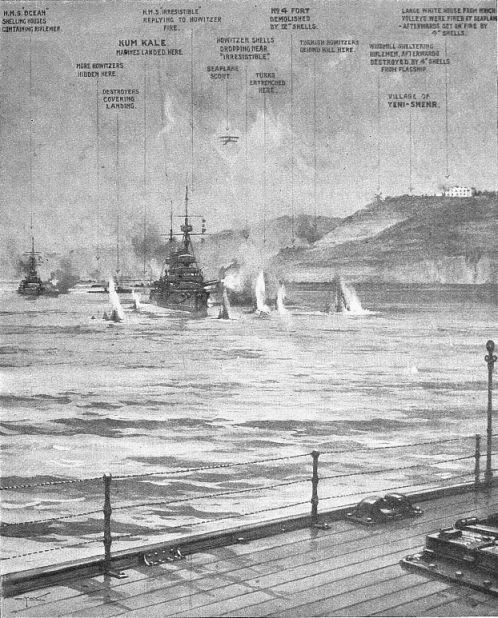 H.M.S. "OCEAN"
SHELLING HOUSES
CONTAINING RIFLEMEN.
H.M.S. "IRRESISTIBLE"
REPLYING TO HOWITZER
FIRE.
No 4 FORT
DEMOLISHED
BY 12" SHELLS.
LARGE WHITE HOUSE FROM WHICH
VOLLEYS WERE FIRED BY SEAPLANE
- AFTERWARDS SET ON FIRE BY
SHELLS.
KUM KALE
MARINES LANDED HERE.
HOWITZER SHELLS
DROPPING NEAR
"IRRESISTIBLE".
TURKISH HOWITZERS
BEHIND HILL HERE.
WINDMILL SHELTERING
RIFLEMEN, AFTERWARDS
DESTROYED BY SHELLS
FROM FLAGSHIP.
MORE HOWITZERS
HIDDEN HERE.
SEAPLANE
SCOUT.
TURKS
ENTRENCHED
HERE.
DESTROYERS
COVERING
LANDING.
VILLAGE OF
YENI-SHEHR.